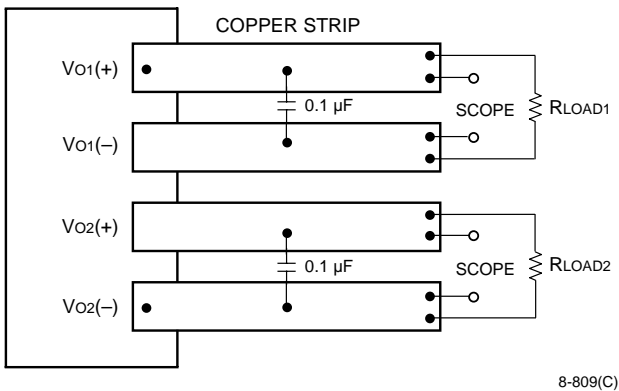 COPPER STRIP
VO1(+)
0.1 µF
SCOPE
RLOAD1
VO1(–)
VO2(+)
0.1 µF
SCOPE
RLOAD2
VO2(–)
8-809(C)